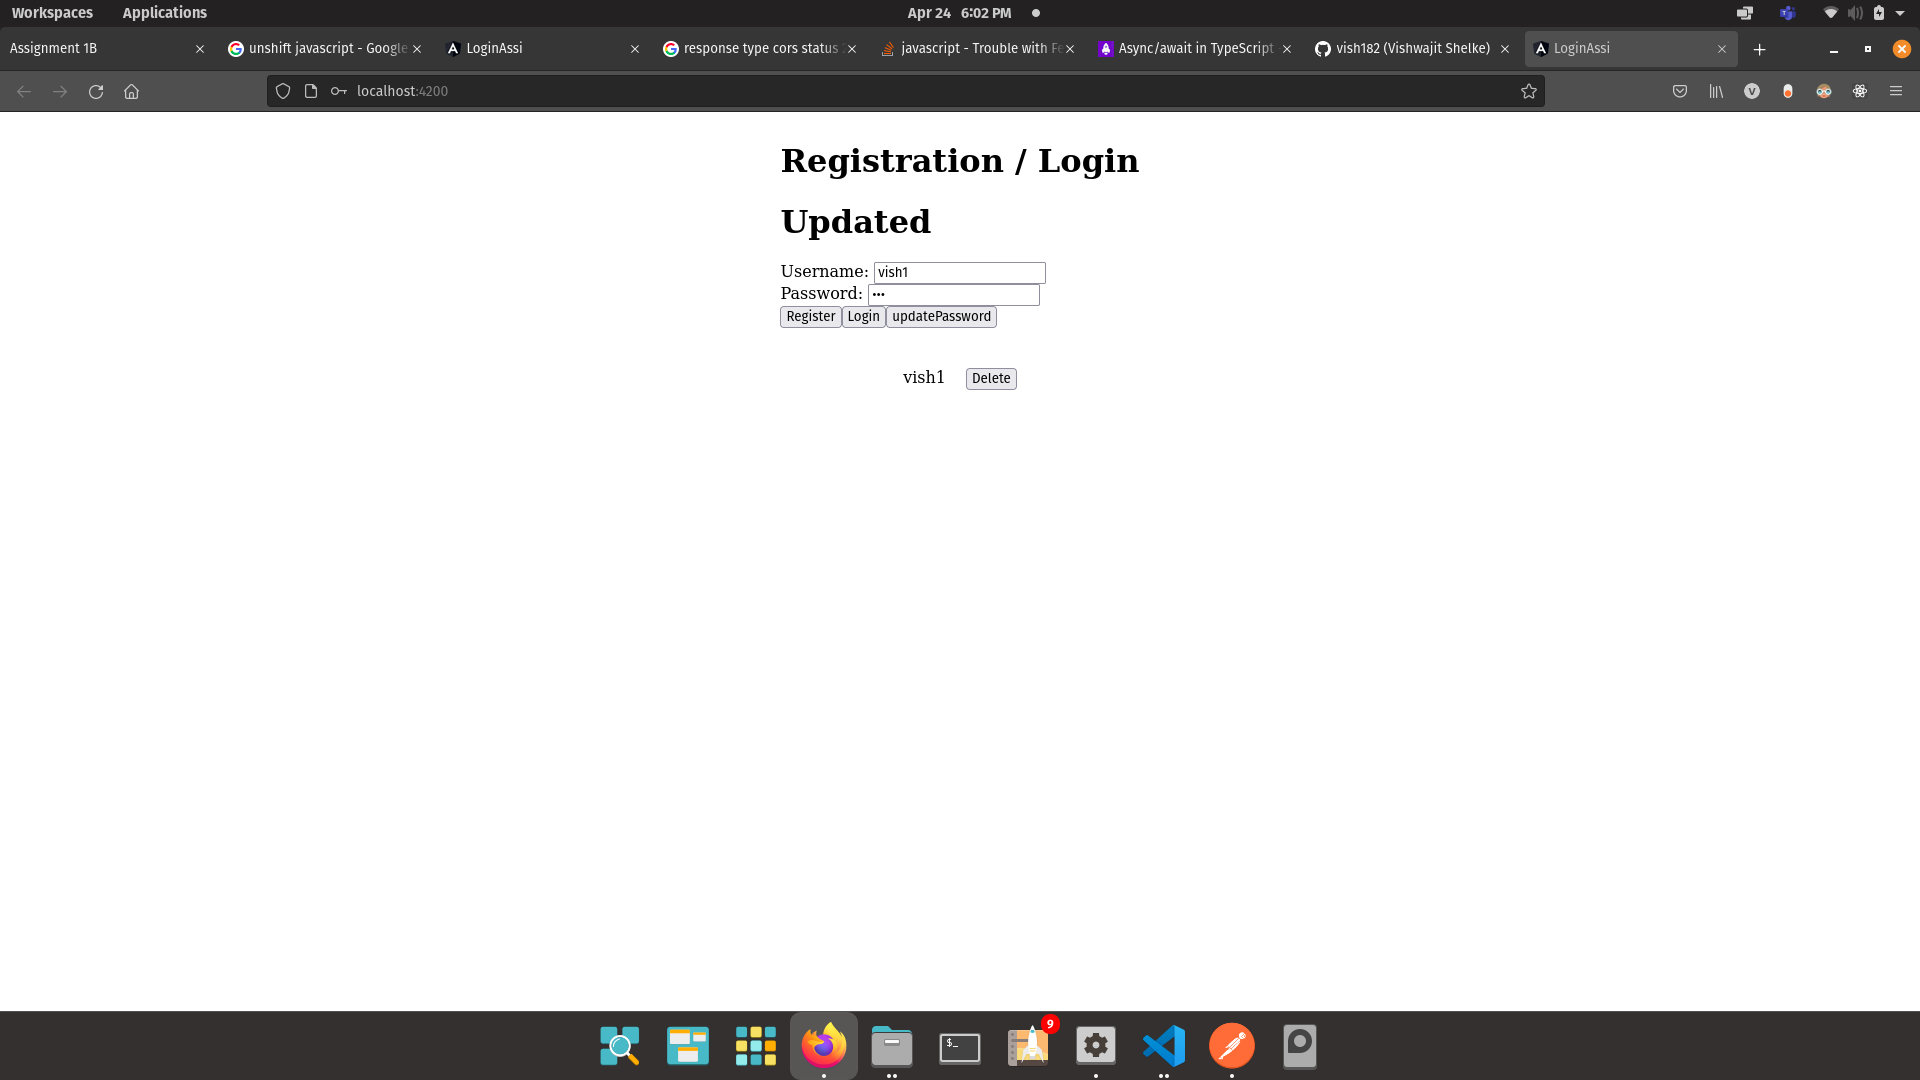 Workspaces Applications Apr 24 6:02 PM
Assignment 1B
unshift javascript - Google
LoginAssi
response type cors status
javascript - Trouble with Fe
Async/await in TypeScript
vish182 (Vishwajit Shelke)
LoginAssi
localhost:4200
V
Registration / Login
Updated
Username: vish1
Password: •••
Register Login updatePassword
vish1 Delete
$_
9